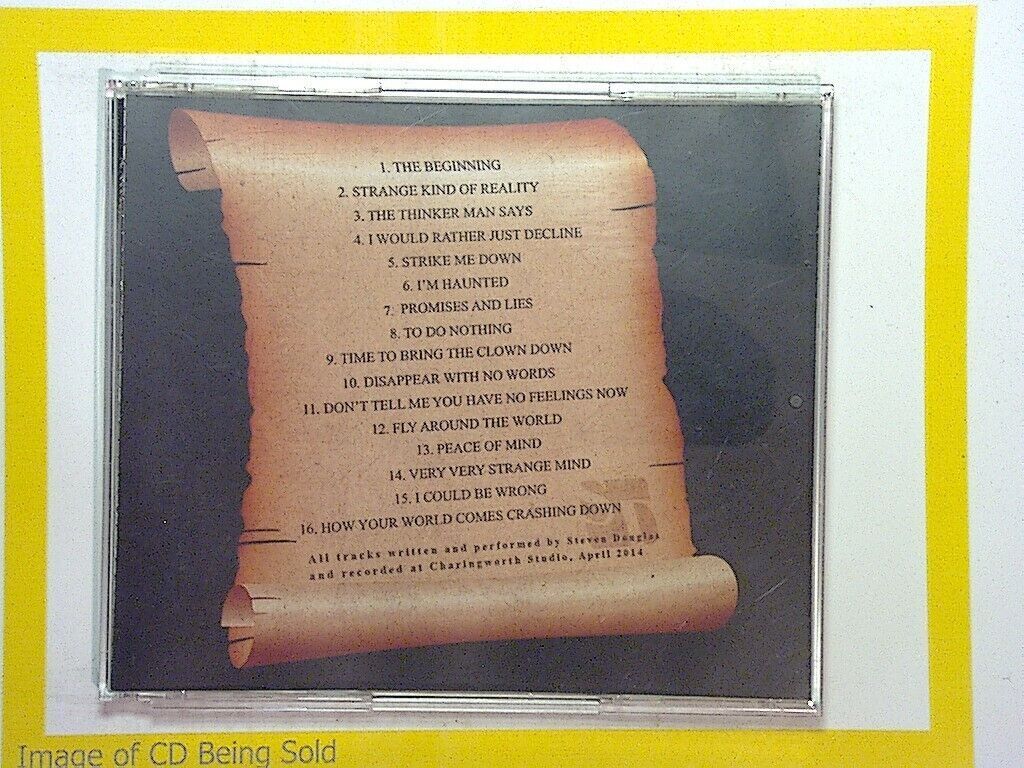 1. THE BEGINNING
2. STRANGE KIND OF REALITY
3. THE THINKER MAN SAYS
4. I WOULD RATHER JUST DECLINE
5. STRIKE ME DOWN
6. I'M HAUNTED
7. PROMISES AND LIES
8. TO DO NOTHING
9. TIME TO BRING THE CLOWN DOWN
10. DISAPPEAR WITH NO WORDS
11. DON'T TELL ME YOU HAVE NO FEELINGS NOW
12. FLY AROUND THE WORLD
13. PEACE OF MIND
14. VERY VERY STRANGE MIND
15. I COULD BE WRONG
16. HOW YOUR WORLD COMES CRASHING DOWN
All tracks written and performed by Steven Douglas
and recorded at Charingworth Studio, April 2014
Image of CD Being Sold